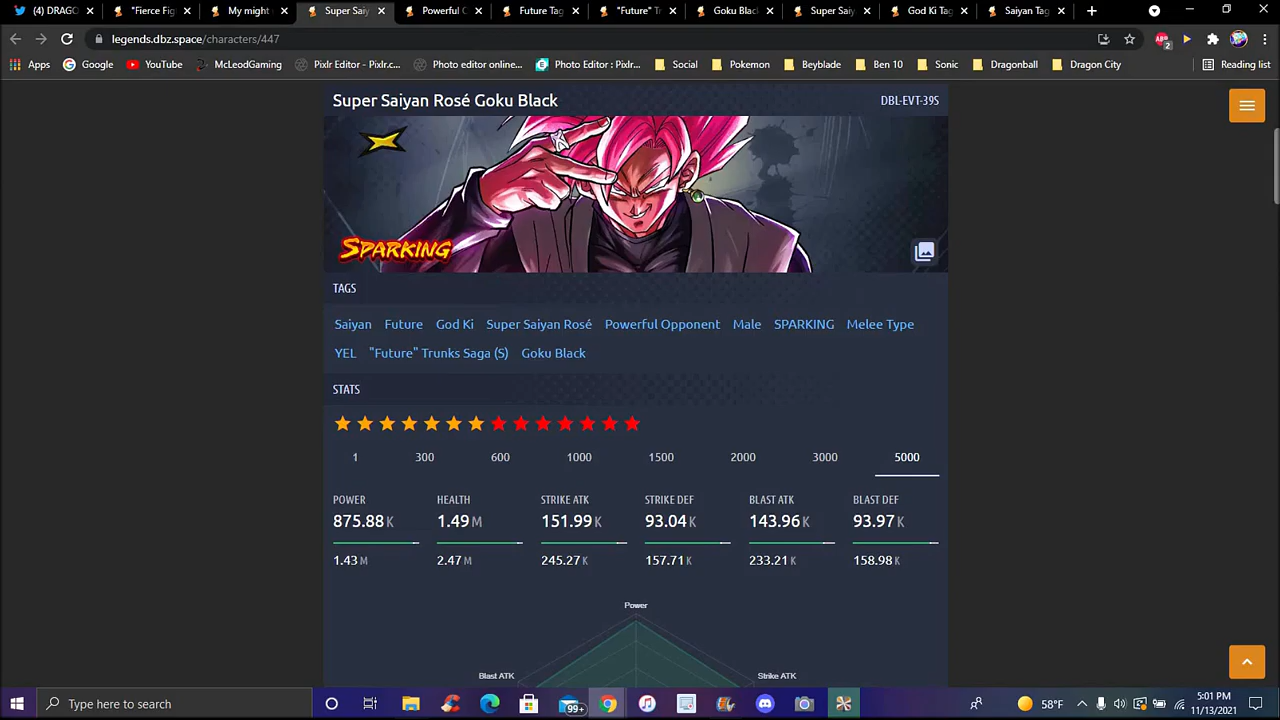 (4) DRAGO
"Fierce Fig
My might
Super Saiy
Powerful C
Future Tag
"Future" Tr
Goku Black
Super Saiy
God Ki Tag
Saiyan Tag
legends.dbz.space/characters/447
2
Apps
Google
YouTube
McLeodGaming
Pixlr Editor - Pixlr.c...
Photo editor online...
Photo Editor : Pixlr...
Social
Pokemon
Beyblade
Ben 10
Sonic
Dragonball
Dragon City
Reading list
Super Saiyan Rosé Goku Black
DBL-EVT-39S
SPARKING
TAGS
Saiyan Future God Ki Super Saiyan Rosé Powerful Opponent Male SPARKING Melee Type
YEL "Future" Trunks Saga (S) Goku Black
STATS
1 300 600 1000 1500 2000 3000 5000
POWER HEALTH STRIKE ATK STRIKE DEF BLAST ATK BLAST DEF
875.88 K 1.49 M 151.99 K 93.04 K 143.96 K 93.97 K
1.43 M 2.47 M 245.27 K 157.71 K 233.21 K 158.98 K
Power
Blast ATK
Strike ATK
Type here to search
99+
58°F
5:01 PM
11/13/2021